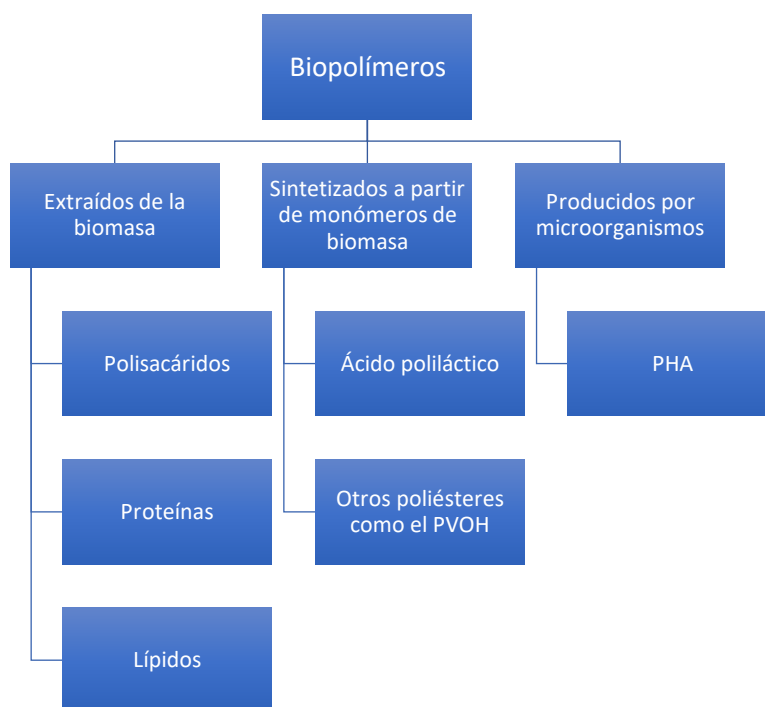 Biopolímeros
Extraídos de la
biomasa
Sintetizados a partir
de monómeros de
biomasa
Producidos por
microorganismos
Polisacáridos
Ácido poliláctico
PHA
Proteínas
Otros poliésteres
como el PVOH
Lípidos